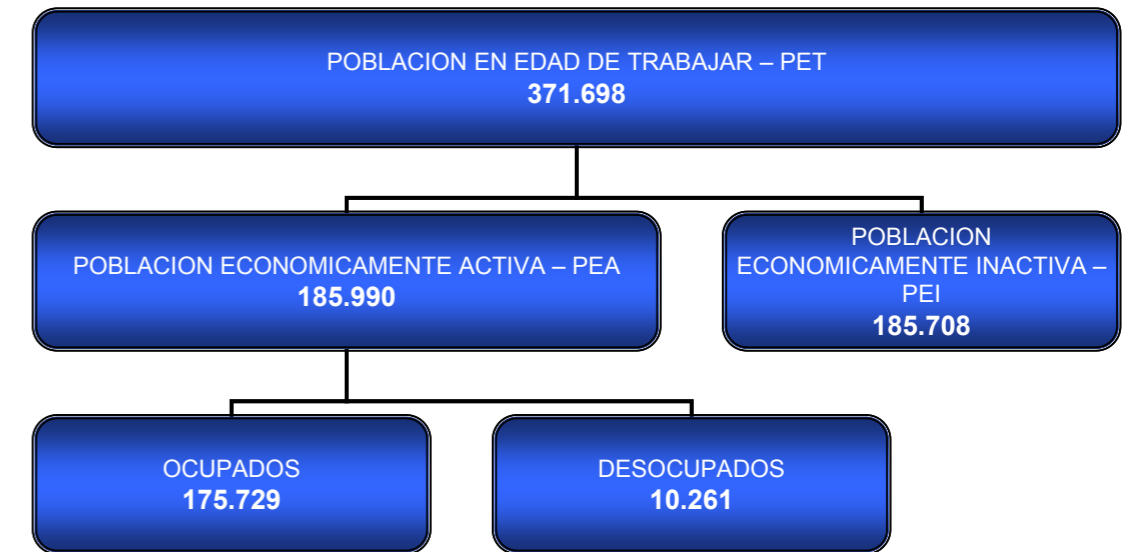 POBLACION EN EDAD DE TRABAJAR – PET
371.698
POBLACION ECONOMICAMENTE ACTIVA – PEA
185.990
POBLACION
ECONOMICAMENTE INACTIVA –
PEI
185.708
OCUPADOS
175.729
DESOCUPADOS
10.261